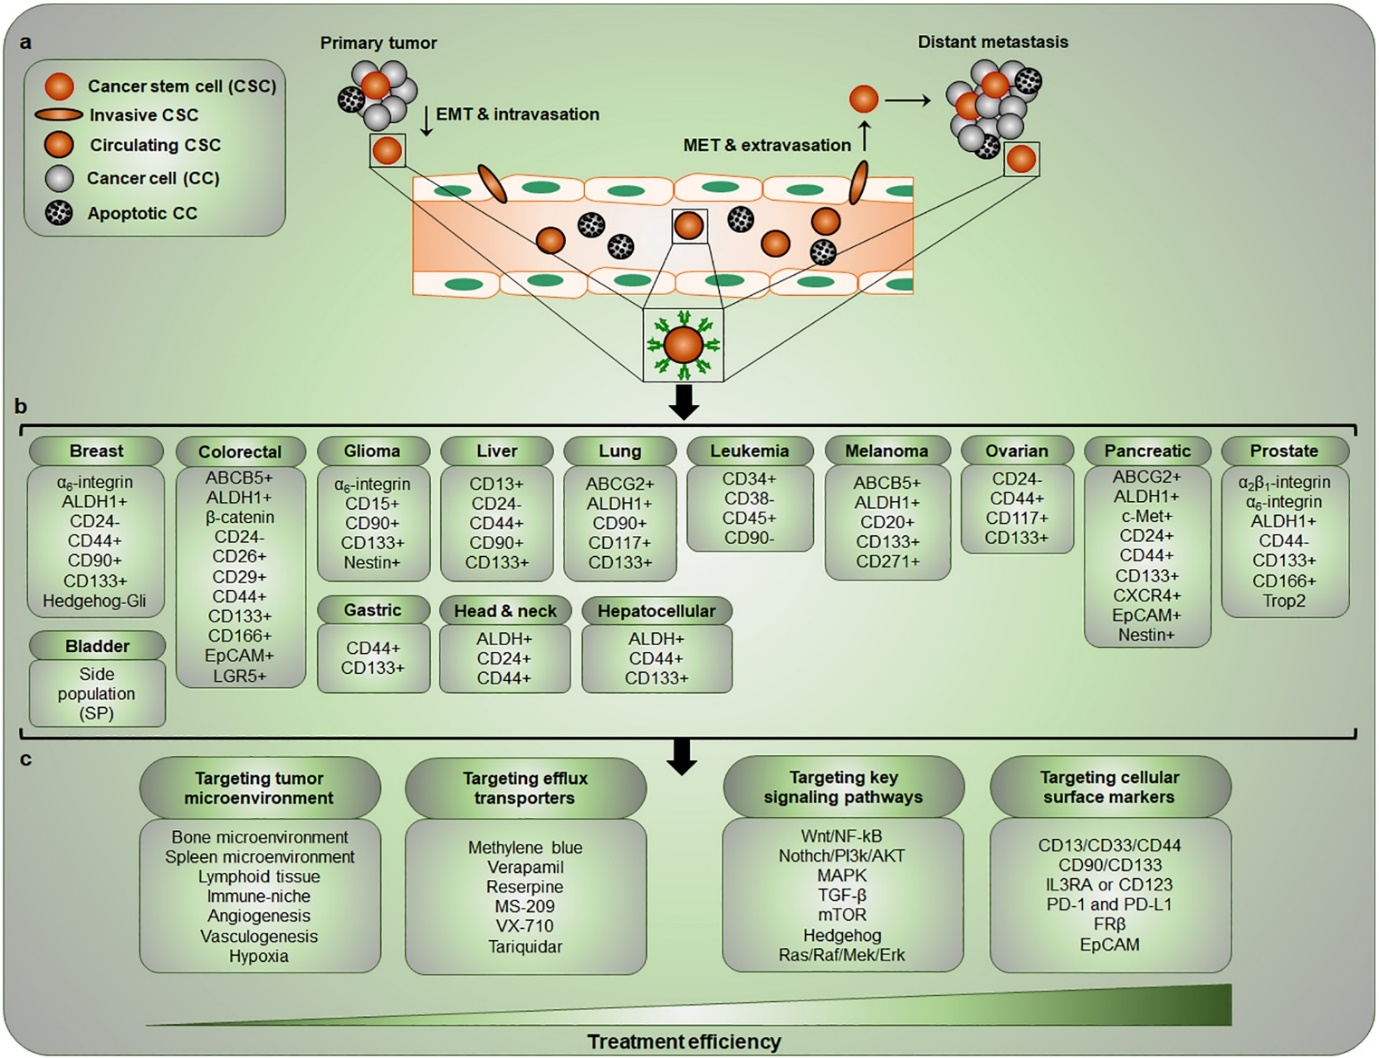 a
Primary tumor
Distant metastasis
Cancer stem cell (CSC)
Invasive CSC
Circulating CSC
Cancer cell (CC)
Apoptotic CC
EMT & intravasation
MET & extravasation
b
Breast
α6-integrin
ALDH1+
CD24-
CD44+
CD90+
CD133+
Hedgehog-Gli
Bladder
Side
population
(SP)
Colorectal
ABCB5+
ALDH1+
β-catenin
CD24-
CD26+
CD29+
CD44+
CD133+
CD166+
EpCAM+
LGR5+
Glioma
α6-integrin
CD15+
CD90+
CD133+
Nestin+
Gastric
CD44+
CD133+
Liver
CD13+
CD24-
CD44+
CD90+
CD133+
Head & neck
ALDH+
CD24+
CD44+
Lung
ABCG2+
ALDH1+
CD90+
CD117+
CD133+
Hepatocellular
ALDH+
CD44+
CD133+
Leukemia
CD34+
CD38-
CD45+
CD90-
Melanoma
ABCB5+
ALDH1+
CD20+
CD133+
CD271+
Ovarian
CD24-
CD44+
CD117+
CD133+
Pancreatic
ABCG2+
ALDH1+
c-Met+
CD24+
CD44+
CD133+
CXCR4+
EpCAM+
Nestin+
Prostate
α2β1-integrin
α6-integrin
ALDH1+
CD44-
CD133+
CD166+
Trop2
c
Targeting tumor
microenvironment
Bone microenvironment
Spleen microenvironment
Lymphoid tissue
Immune-niche
Angiogenesis
Vasculogenesis
Hypoxia
Targeting efflux
transporters
Methylene blue
Verapamil
Reserpine
MS-209
VX-710
Tariquidar
Targeting key
signaling pathways
Wnt/NF-kB
Nothch/PI3k/AKT
MAPK
TGF-β
mTOR
Hedgehog
Ras/Raf/Mek/Erk
Targeting cellular
surface markers
CD13/CD33/CD44
CD90/CD133
IL3RA or CD123
PD-1 and PD-L1
FRβ
EpCAM
Treatment efficiency